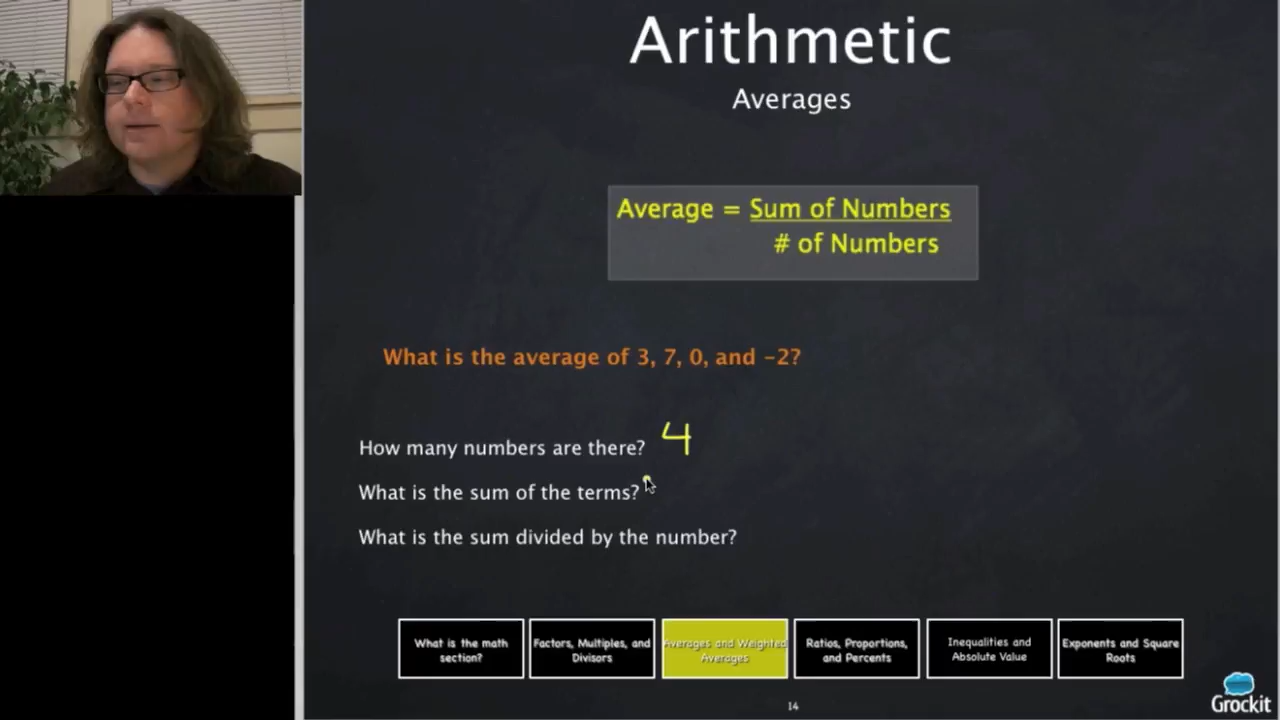 Arithmetic
Averages
Average = Sum of Numbers
# of Numbers
What is the average of 3, 7, 0, and -2?
How many numbers are there? 4
What is the sum of the terms?
What is the sum divided by the number?
What is the math
section?
Factors, Multiples, and
Divisors
Averages and Weighted
Averages
Ratios, Proportions,
and Percents
Inequalities and
Absolute Value
Exponents and Square
Roots
14
Grockit